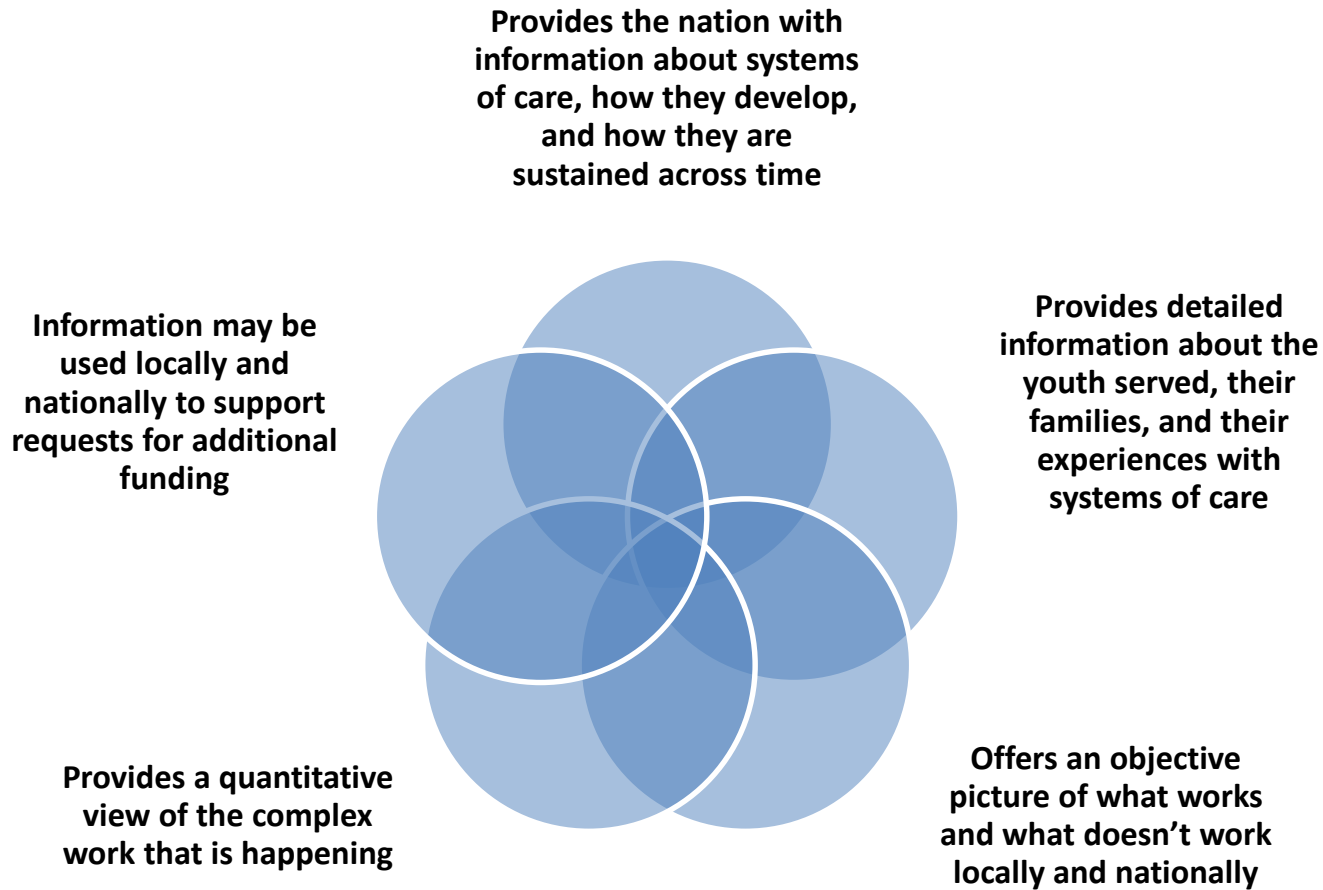 Provides the nation with
information about systems
of care, how they develop,
and how they are
sustained across time
Provides detailed
information about the
youth served, their
families, and their
experiences with
systems of care
Offers an objective
picture of what works
and what doesn’t work
locally and nationally
Provides a quantitative
view of the complex
work that is happening
Information may be
used locally and
nationally to support
requests for additional
funding